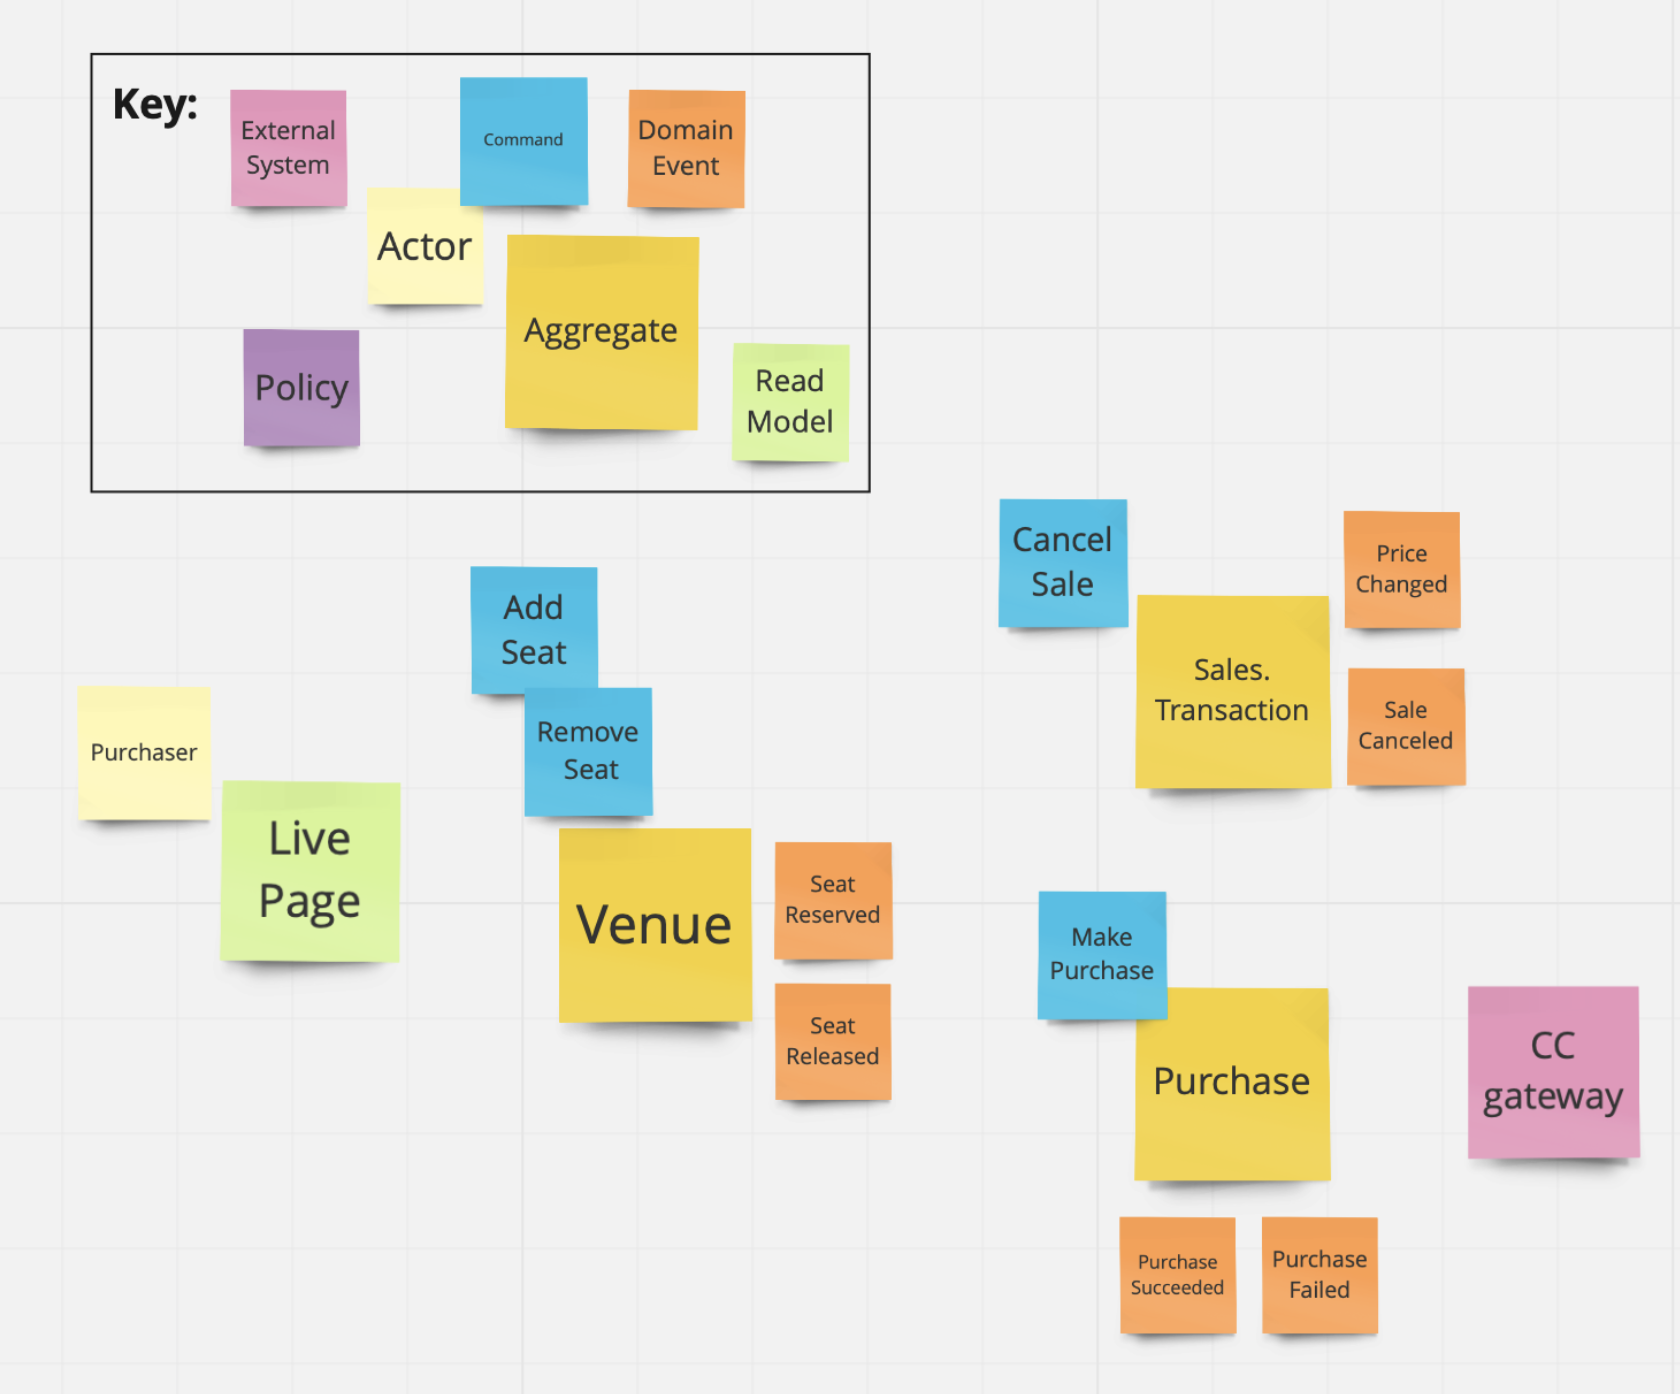 Key:
External
System
Command
Domain
Event
Actor
Aggregate
Policy
Read
Model
Cancel
Sale
Price
Changed
Add
Seat
Sales.
Transaction
Sale
Canceled
Purchaser
Remove
Seat
Live
Page
Venue
Seat
Reserved
Seat
Released
Make
Purchase
Purchase
CC
gateway
Purchase
Succeeded
Purchase
Failed